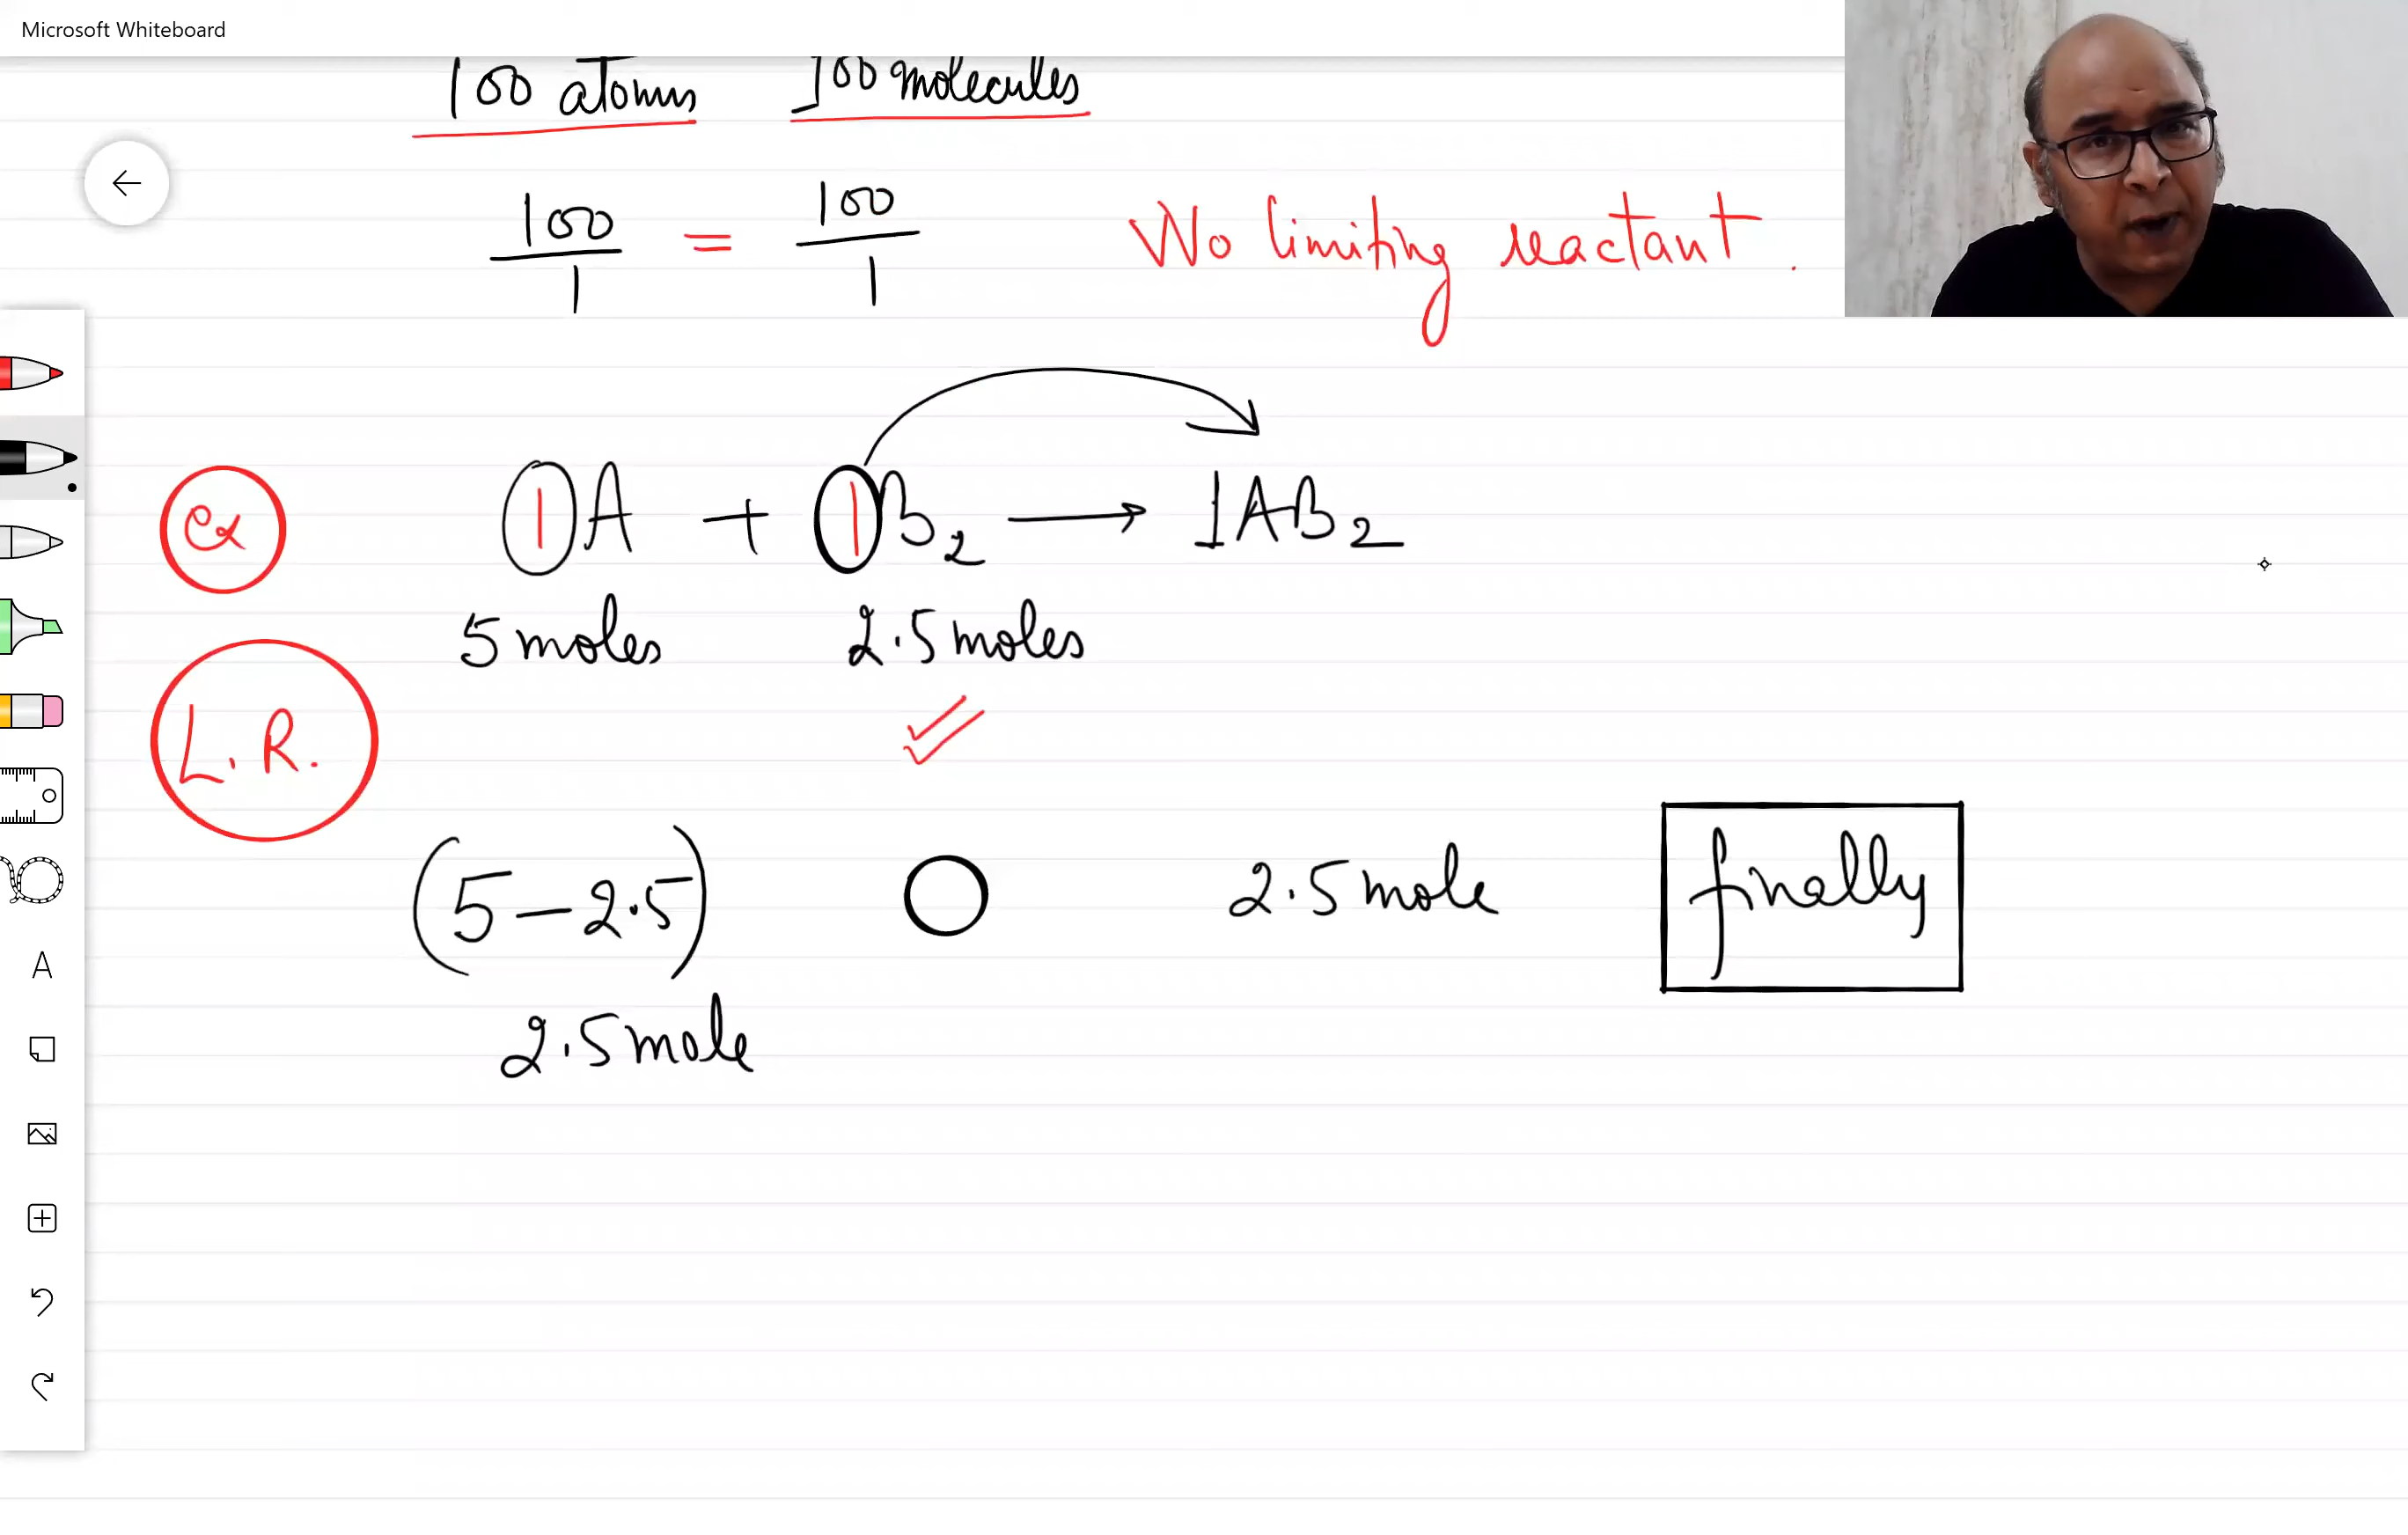 Microsoft Whiteboard
100 atoms 100 molecules
100/1 = 100/1 No limiting reactant.
ex 1A + 1B₂ ⟶ 1AB₂
5 moles 2.5 moles
L.R. ✓✓
(5 – 2.5) O 2.5 mole finally
2.5 mole
A